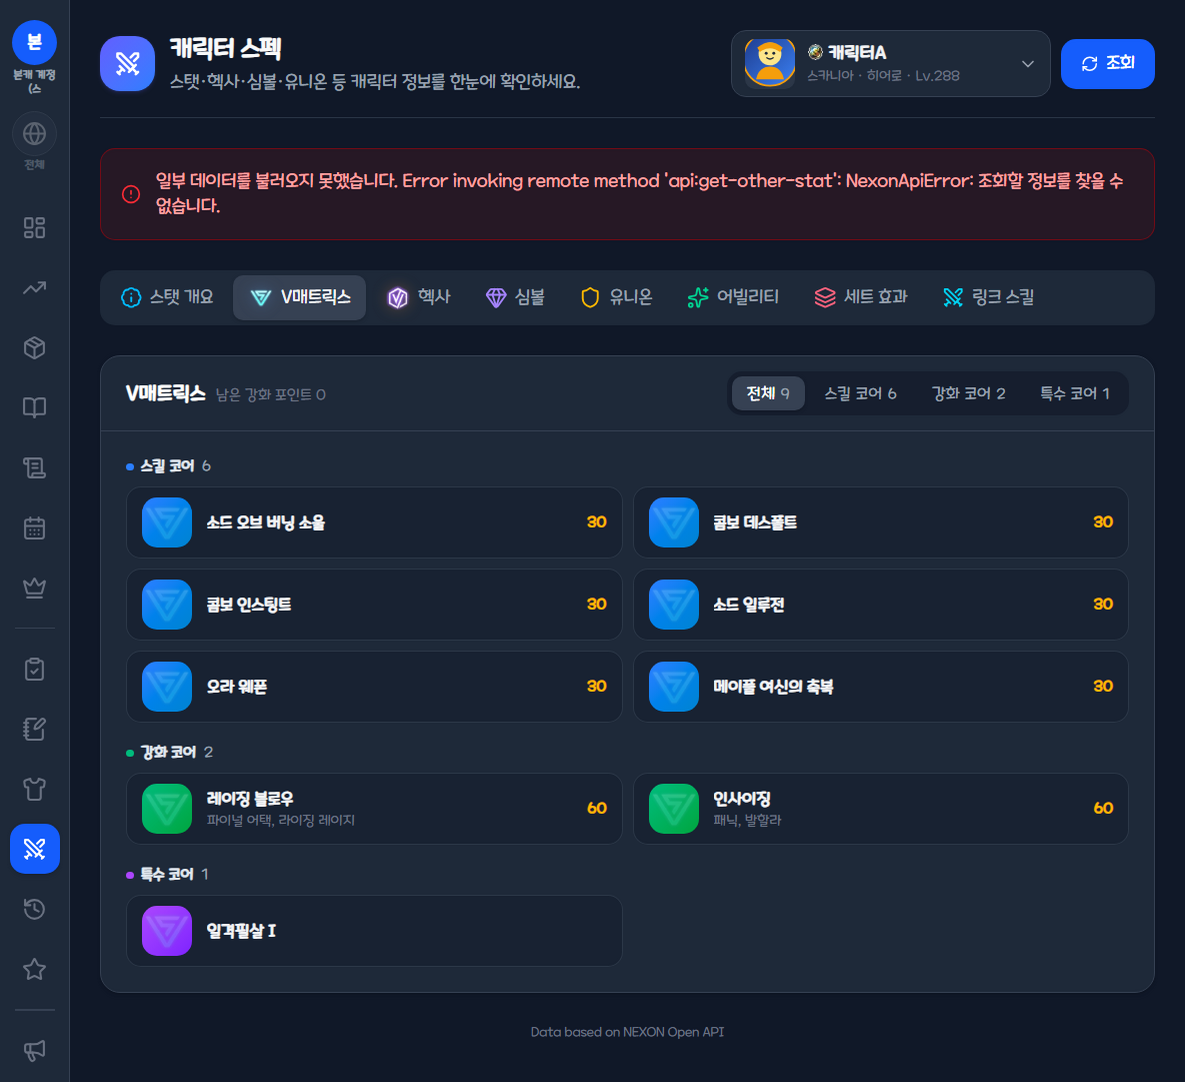 본
본캐 계정
(스
전체
캐릭터 스펙
스탯·헥사·심볼·유니온 등 캐릭터 정보를 한눈에 확인하세요.
캐릭터A
스카니아 · 히어로 · Lv.288
조회
일부 데이터를 불러오지 못했습니다. Error invoking remote method 'api:get-other-stat': NexonApiError: 조회할 정보를 찾을 수
없습니다.
스탯 개요
V매트릭스
헥사
심볼
유니온
어빌리티
세트 효과
링크 스킬
V매트릭스 남은 강화 포인트 0
전체 9
스킬 코어 6
강화 코어 2
특수 코어 1
스킬 코어 6
소드 오브 버닝 소울 30
콤보 데스폴트 30
콤보 인스팅트 30
소드 일루전 30
오라 웨폰 30
메이플 여신의 축복 30
강화 코어 2
레이징 블로우 60
파이널 어택, 라이징 레이지
인사이징 60
패닉, 발할라
특수 코어 1
일격필살 I
Data based on NEXON Open API